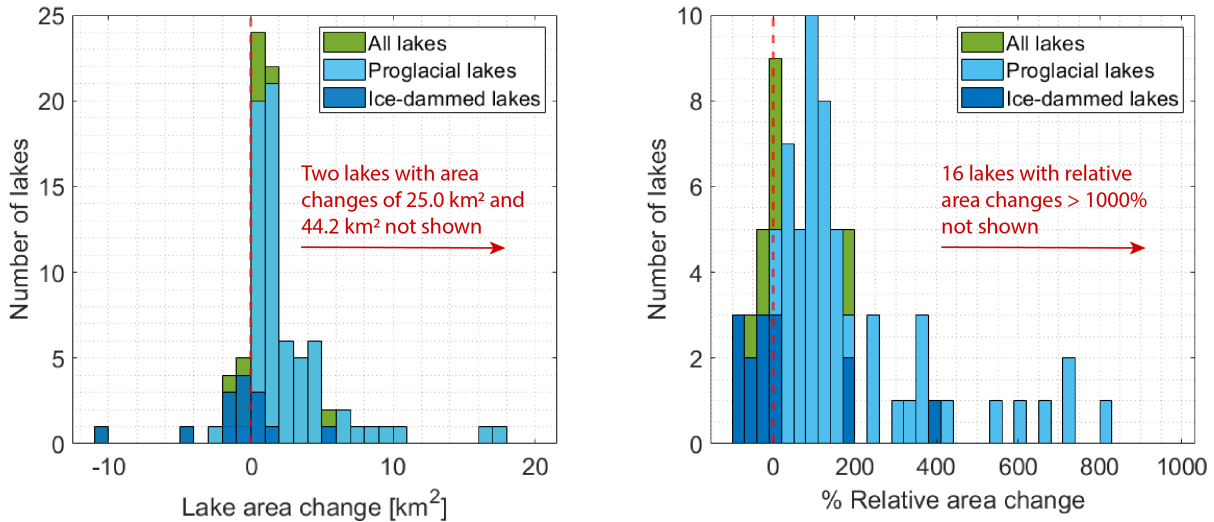 25
20
15
10
5
0
-10
0
10
20
Number of lakes
Lake area change [km²]
All lakes
Proglacial lakes
Ice-dammed lakes
Two lakes with area
changes of 25.0 km² and
44.2 km² not shown
10
8
6
4
2
0
0
200
400
600
800
1000
Number of lakes
% Relative area change
All lakes
Proglacial lakes
Ice-dammed lakes
16 lakes with relative
area changes > 1000%
not shown